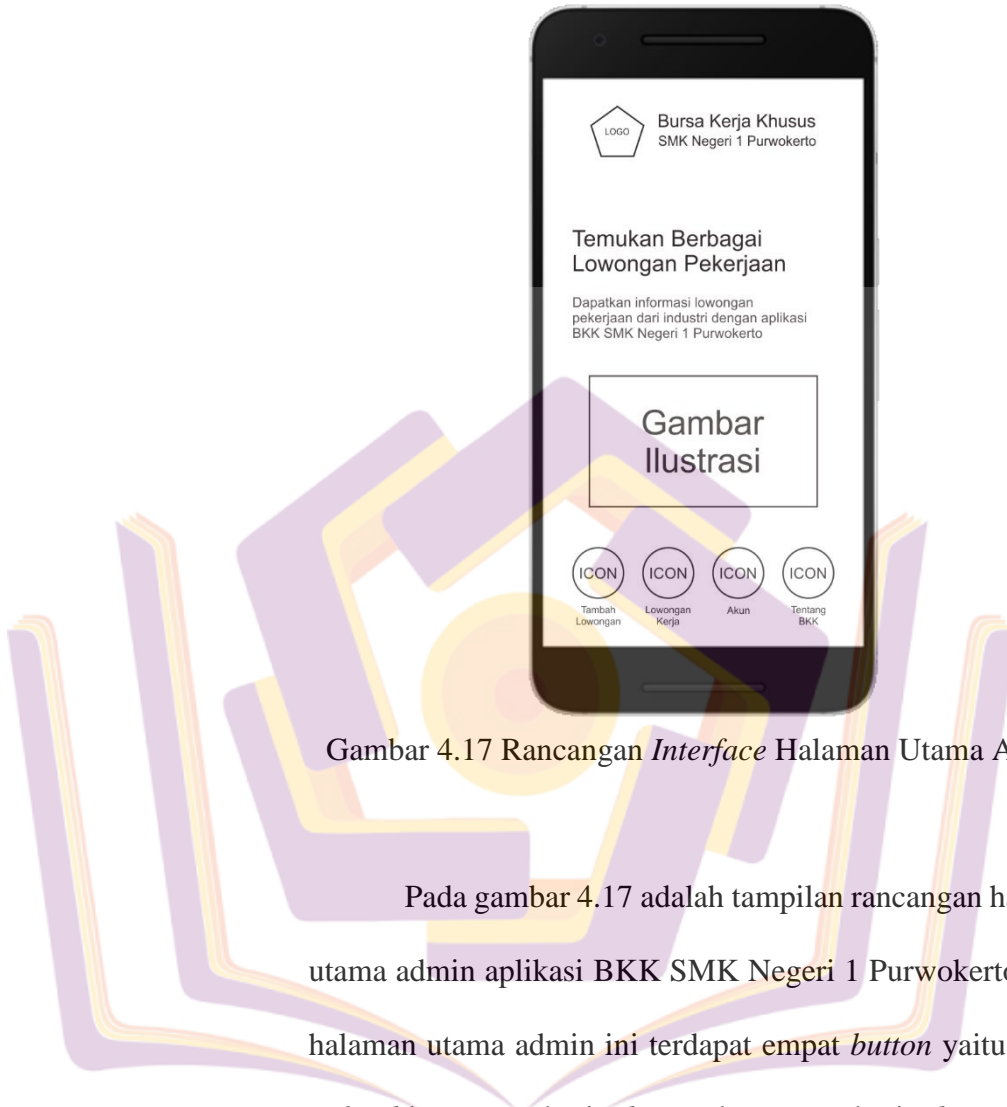 LOGO
Bursa Kerja Khusus
SMK Negeri 1 Purwokerto
Temukan Berbagai
Lowongan Pekerjaan
Dapatkan informasi lowongan
pekerjaan dari industri dengan aplikasi
BKK SMK Negeri 1 Purwokerto
Gambar
Ilustrasi
ICON ICON ICON ICON
Tambah Lowongan Akun Tentang
Lowongan Kerja BKK
Gambar 4.17 Rancangan Interface Halaman Utama
Pada gambar 4.17 adalah tampilan rancangan
utama admin aplikasi BKK SMK Negeri 1 Purwokerto
halaman utama admin ini terdapat empat button yaitu